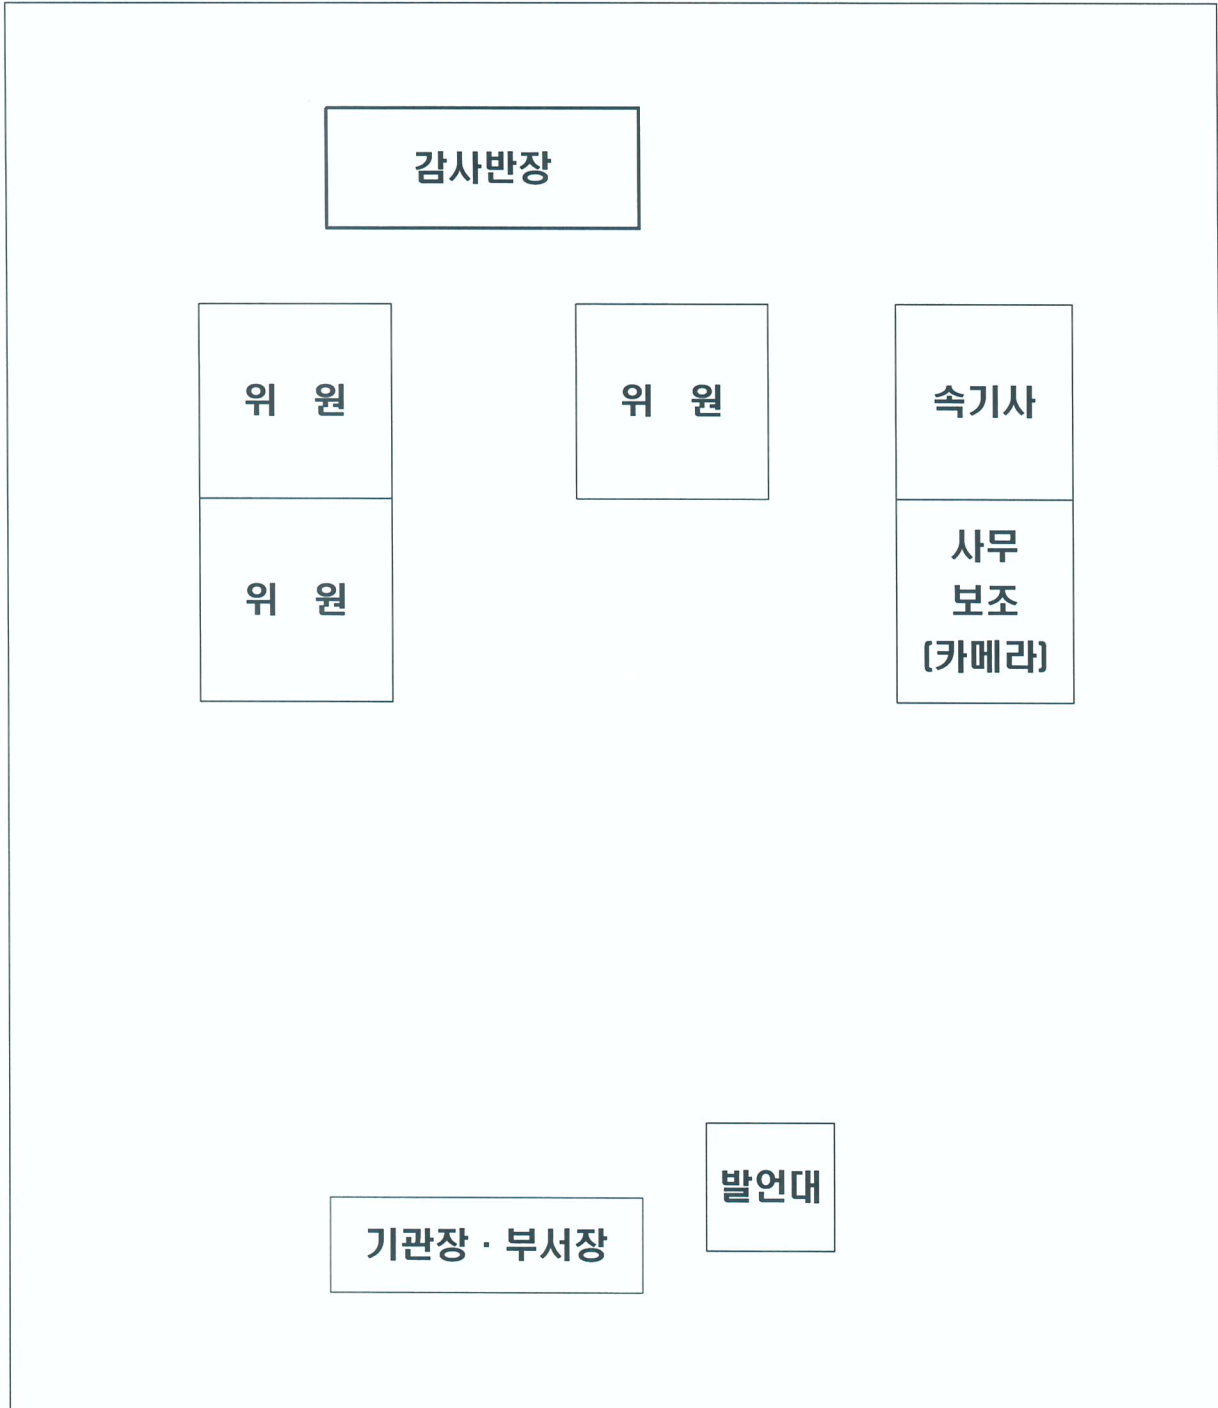 감사반장
위 원
위 원
속기사
위 원
사무
보조
(카메라)
발언대
기관장 · 부서장